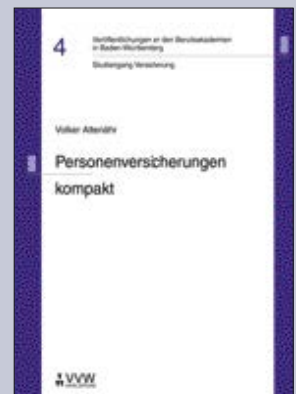 4
Veröffentlichungen an den Berufsakademien
in Baden-Württemberg
Studiengang Versicherung
Volker Altenähr
Personenversicherungen
kompakt
VVW